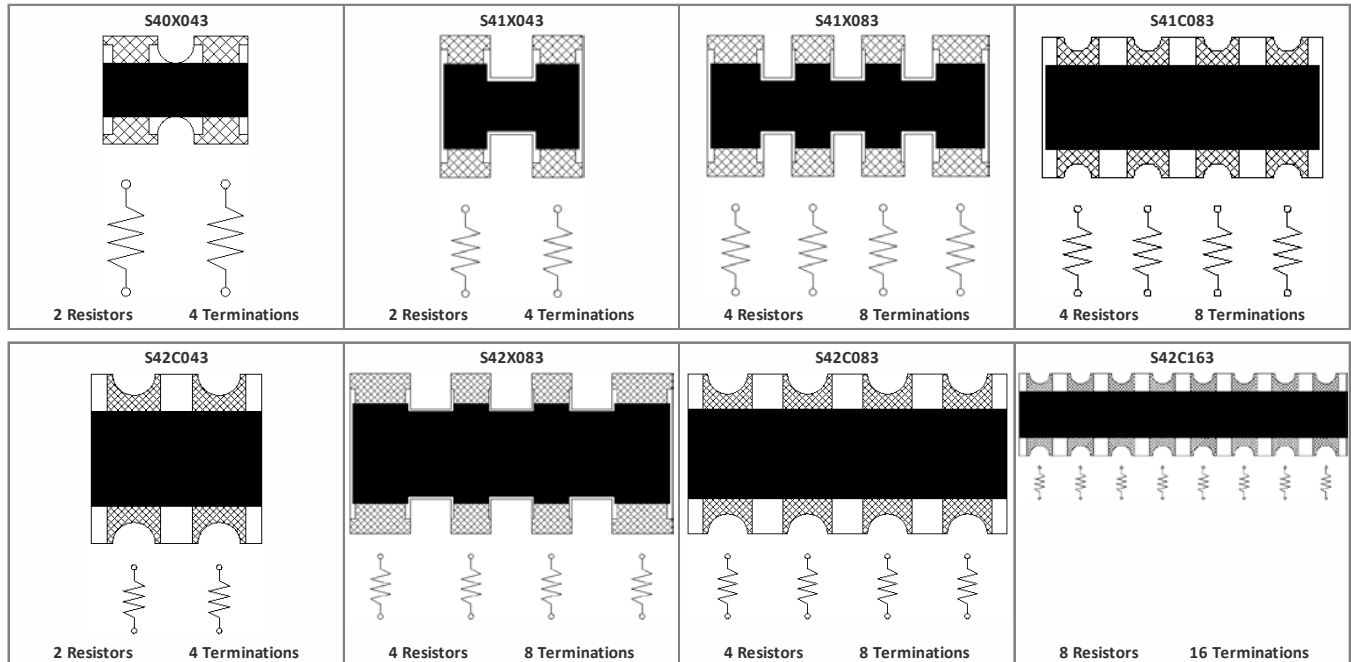 S40X043 S41X043 S41X083 S41C083
2 Resistors 4 Terminations 2 Resistors 4 Terminations 4 Resistors 8 Terminations 4 Resistors 8 Terminations
S42C043 S42X083 S42C083 S42C163
2 Resistors 4 Terminations 4 Resistors 8 Terminations 4 Resistors 8 Terminations 8 Resistors 16 Terminations